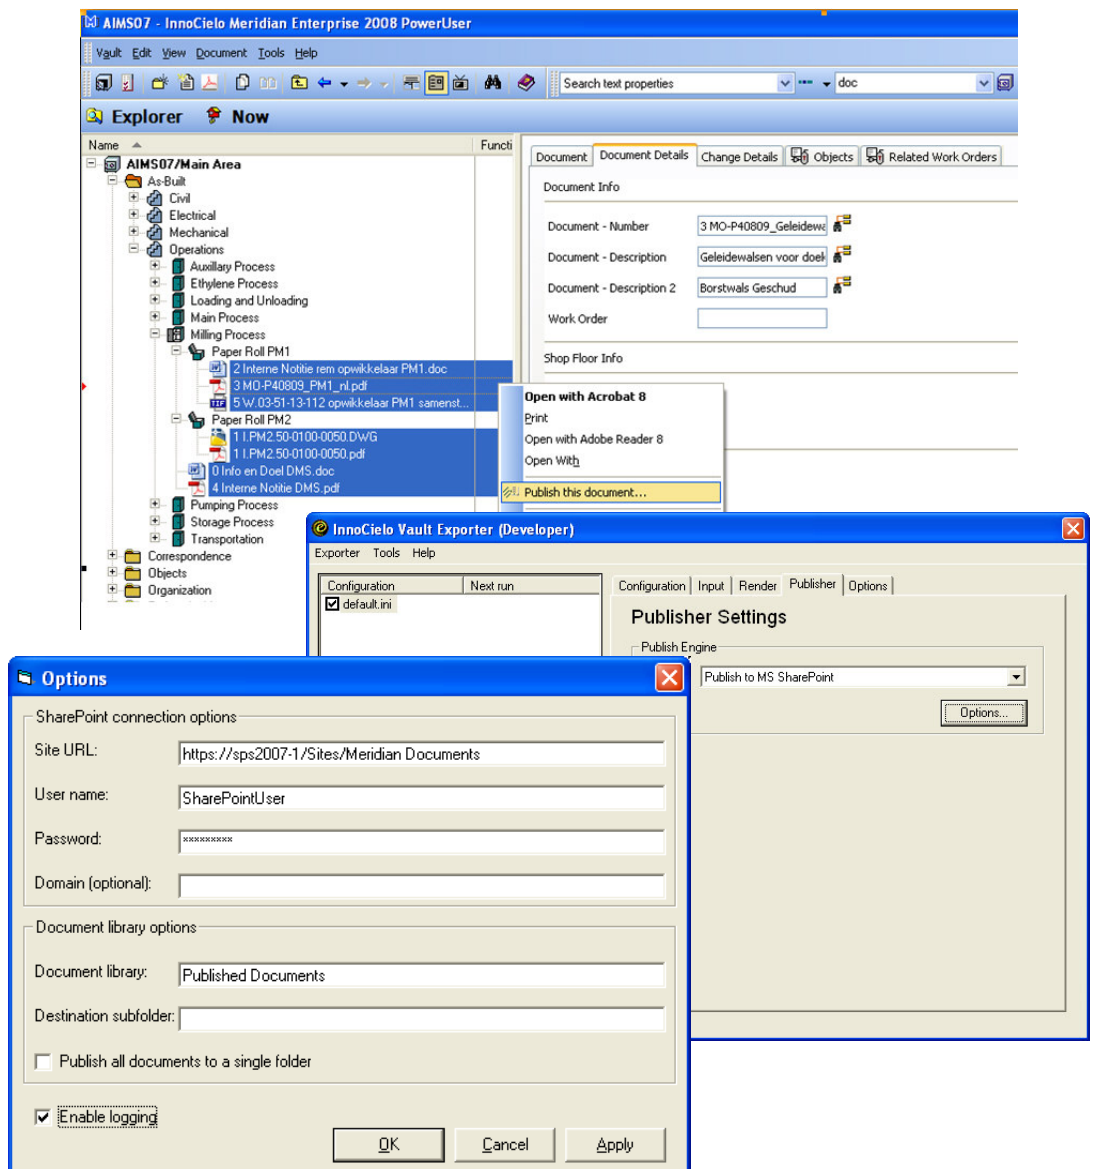 AIMS07 - InnoCielo Meridian Enterprise 2008 PowerUser
Vault Edit View Document Tools Help
Search text properties
doc
Explorer Now
Name
Functi
AIMS07/Main Area
As-Built
Civil
Electrical
Mechanical
Operations
Auxillary Process
Ethylene Process
Loading and Unloading
Main Process
Milling Process
Paper Roll PM1
2 Interne Notitie rem opwikkelaar PM1.doc
3 MO-P40809_PM1_nl.pdf
5 W.03-51-13-112 opwikkelaar PM1 samenst...
Paper Roll PM2
1 I.PM2.50-0100-0050.DWG
1 I.PM2.50-0100-0050.pdf
0 Info en Doel DMS.doc
4 Interne Notitie DMS.pdf
Pumping Process
Storage Process
Transportation
Correspondence
Objects
Organization
Document Document Details Change Details Objects Related Work Orders
Document Info
Document - Number 3 MO-P40809_Geleidewa
Document - Description Geleidewalsen voor doek
Document - Description 2 Borstwals Geschud
Work Order
Shop Floor Info
Open with Acrobat 8
Print
Open with Adobe Reader 8
Open With
Publish this document...
InnoCielo Vault Exporter (Developer)
Exporter Tools Help
Configuration Next run
default.ini
Configuration Input Render Publisher Options
Publisher Settings
Publish Engine
Publish to MS SharePoint
Options...
Options
SharePoint connection options
Site URL: https://sps2007-1/Sites/Meridian Documents
User name: SharePointUser
Password: xxxxxxxxx
Domain (optional):
Document library options
Document library: Published Documents
Destination subfolder:
Publish all documents to a single folder
Enable logging
OK Cancel Apply